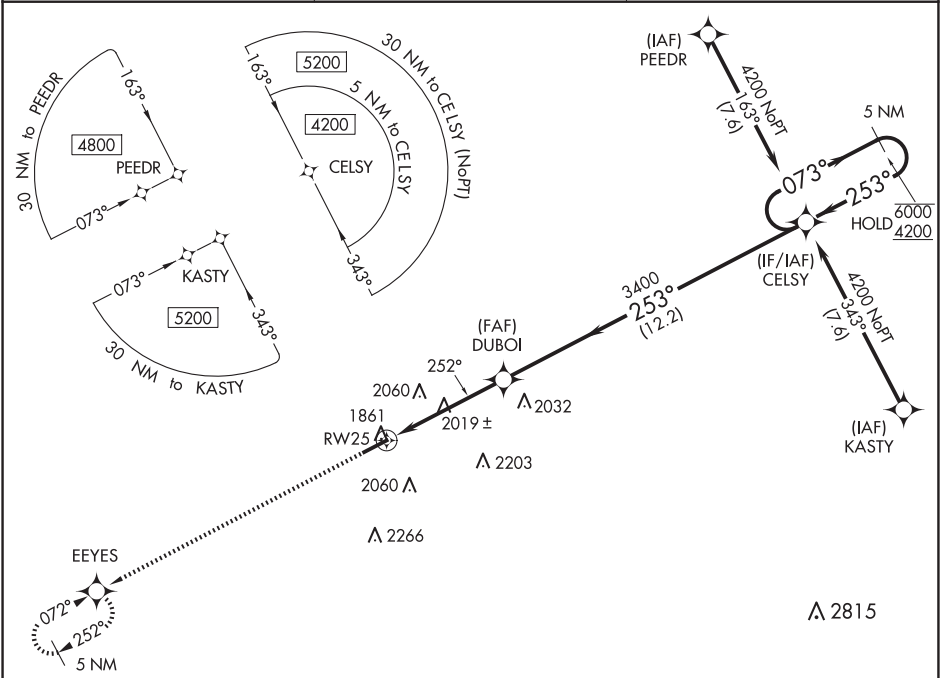 30 NM to PEEDR
163°
4800
PEEDR
073°
30 NM to CELSY (NoPT)
163°
5200
5 NM to CELSY
4200
CELSY
343°
073°
KASTY
5200
343°
30 NM to KASTY
(IAF)
PEEDR
4200 NoPT
163°
(7.6)
5 NM
073°
253°
HOLD
6000
4200
(IF/IAF)
CELSY
4200 NoPT
343°
(7.6)
(IAF)
KASTY
3400
253°
(12.2)
(FAF)
DUBOI
252°
2060
2032
2019 ±
1861
RW25
2203
2060
2266
EEYES
072°
252°
5 NM
2815